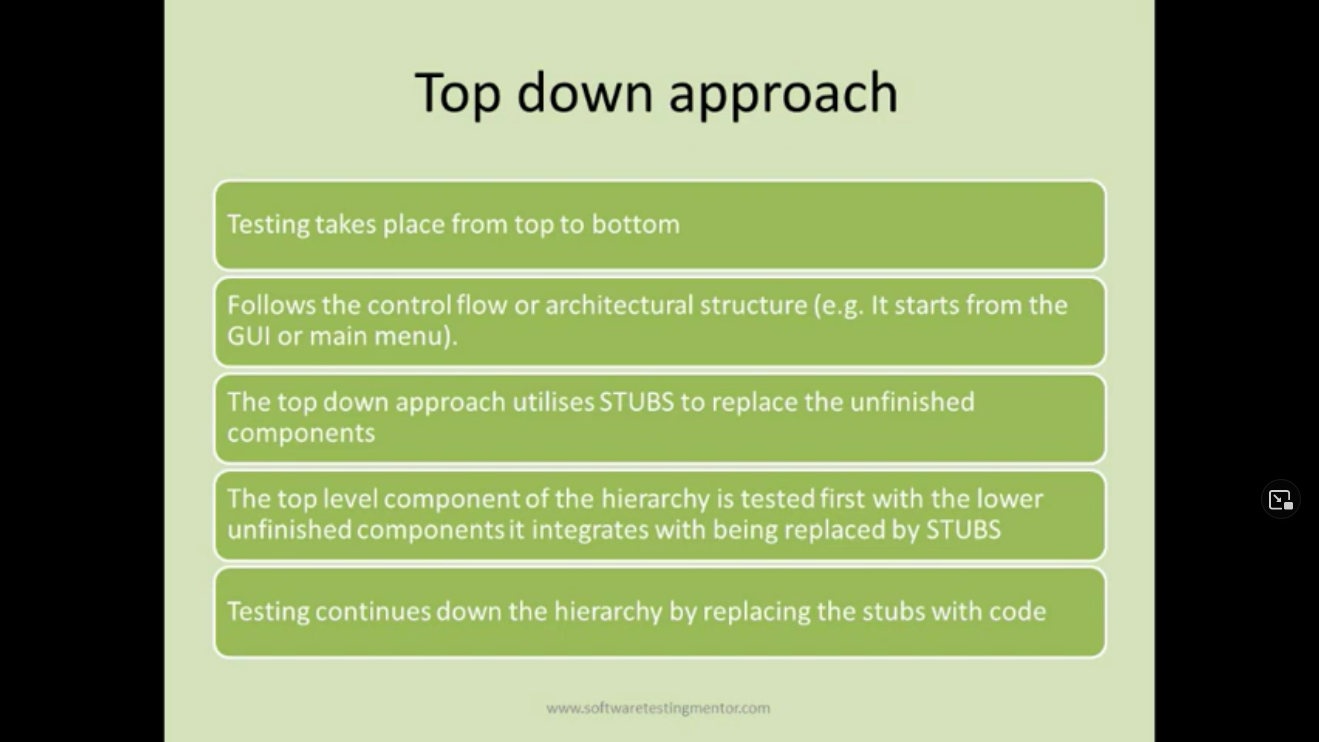 Top down approach
Testing takes place from top to bottom
Follows the control flow or architectural structure (e.g. It starts from the
GUI or main menu).
The top down approach utilises STUBS to replace the unfinished
components
The top level component of the hierarchy is tested first with the lower
unfinished components it integrates with being replaced by STUBS
Testing continues down the hierarchy by replacing the stubs with code
www.softwaretestingmentor.com